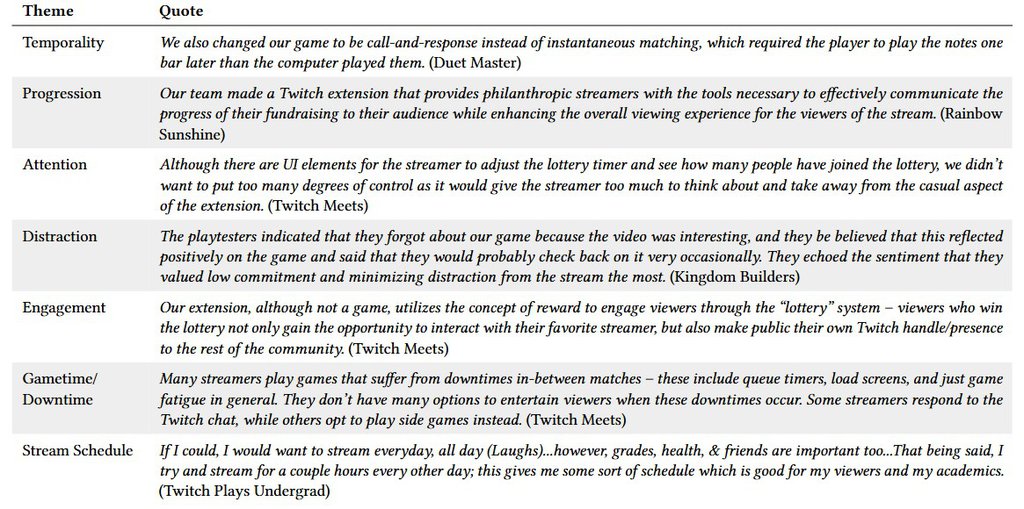 Theme Quote
Temporality We also changed our game to be call-and-response instead of instantaneous matching, which required the player to play the notes one
bar later than the computer played them. (Duet Master)
Progression Our team made a Twitch extension that provides philanthropic streamers with the tools necessary to effectively communicate the
progress of their fundraising to their audience while enhancing the overall viewing experience for the viewers of the stream. (Rainbow
Sunshine)
Attention Although there are UI elements for the streamer to adjust the lottery timer and see how many people have joined the lottery, we didn't
want to put too many degrees of control as it would give the streamer too much to think about and take away from the casual aspect
of the extension. (Twitch Meets)
Distraction The playtesters indicated that they forgot about our game because the video was interesting, and they be believed that this reflected
positively on the game and said that they would probably check back on it very occasionally. They echoed the sentiment that they
valued low commitment and minimizing distraction from the stream the most. (Kingdom Builders)
Engagement Our extension, although not a game, utilizes the concept of reward to engage viewers through the “lottery” system – viewers who win
the lottery not only gain the opportunity to interact with their favorite streamer, but also make public their own Twitch handle/presence
to the rest of the community. (Twitch Meets)
Gametime/ Many streamers play games that suffer from downtimes in-between matches – these include queue timers, load screens, and just game
Downtime fatigue in general. They don't have many options to entertain viewers when these downtimes occur. Some streamers respond to the
Twitch chat, while others opt to play side games instead. (Twitch Meets)
Stream Schedule If I could, I would want to stream everyday, all day (Laughs)...however, grades, health, & friends are important too...That being said, I
try and stream for a couple hours every other day; this gives me some sort of schedule which is good for my viewers and my academics.
(Twitch Plays Undergrad)